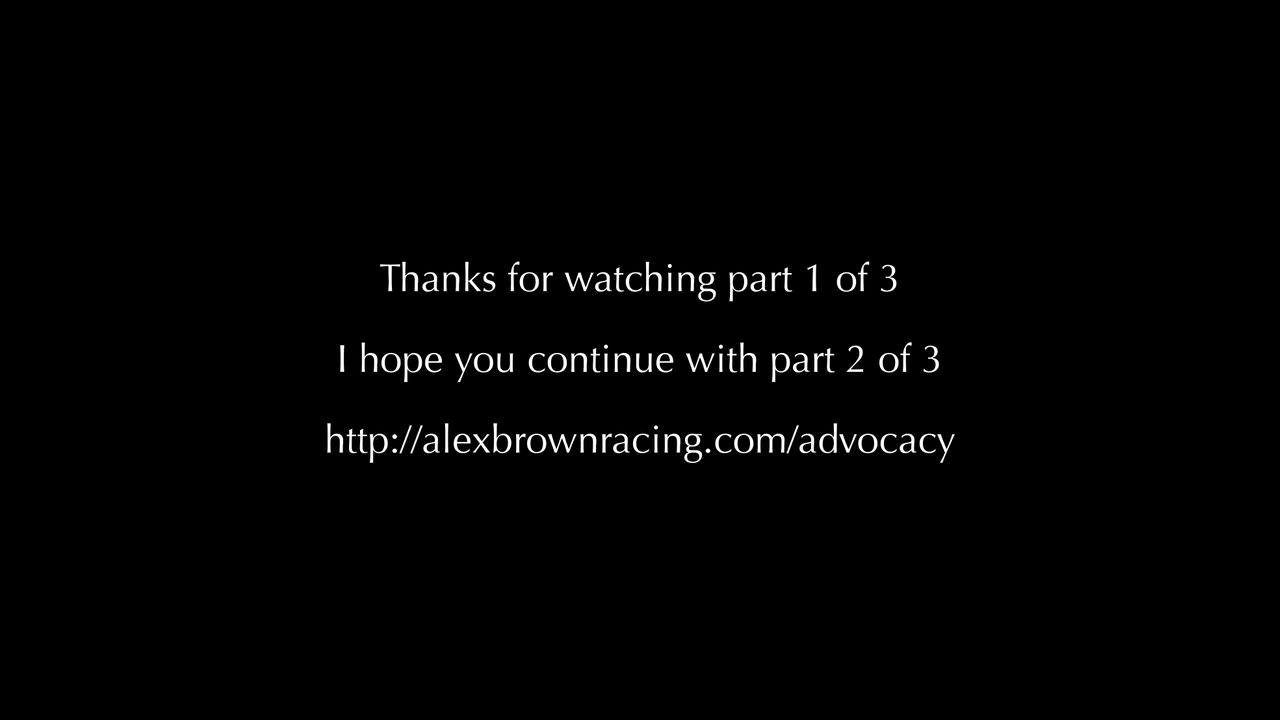 Thanks for watching part 1 of 3
I hope you continue with part 2 of 3
http://alexbrownracing.com/advocacy